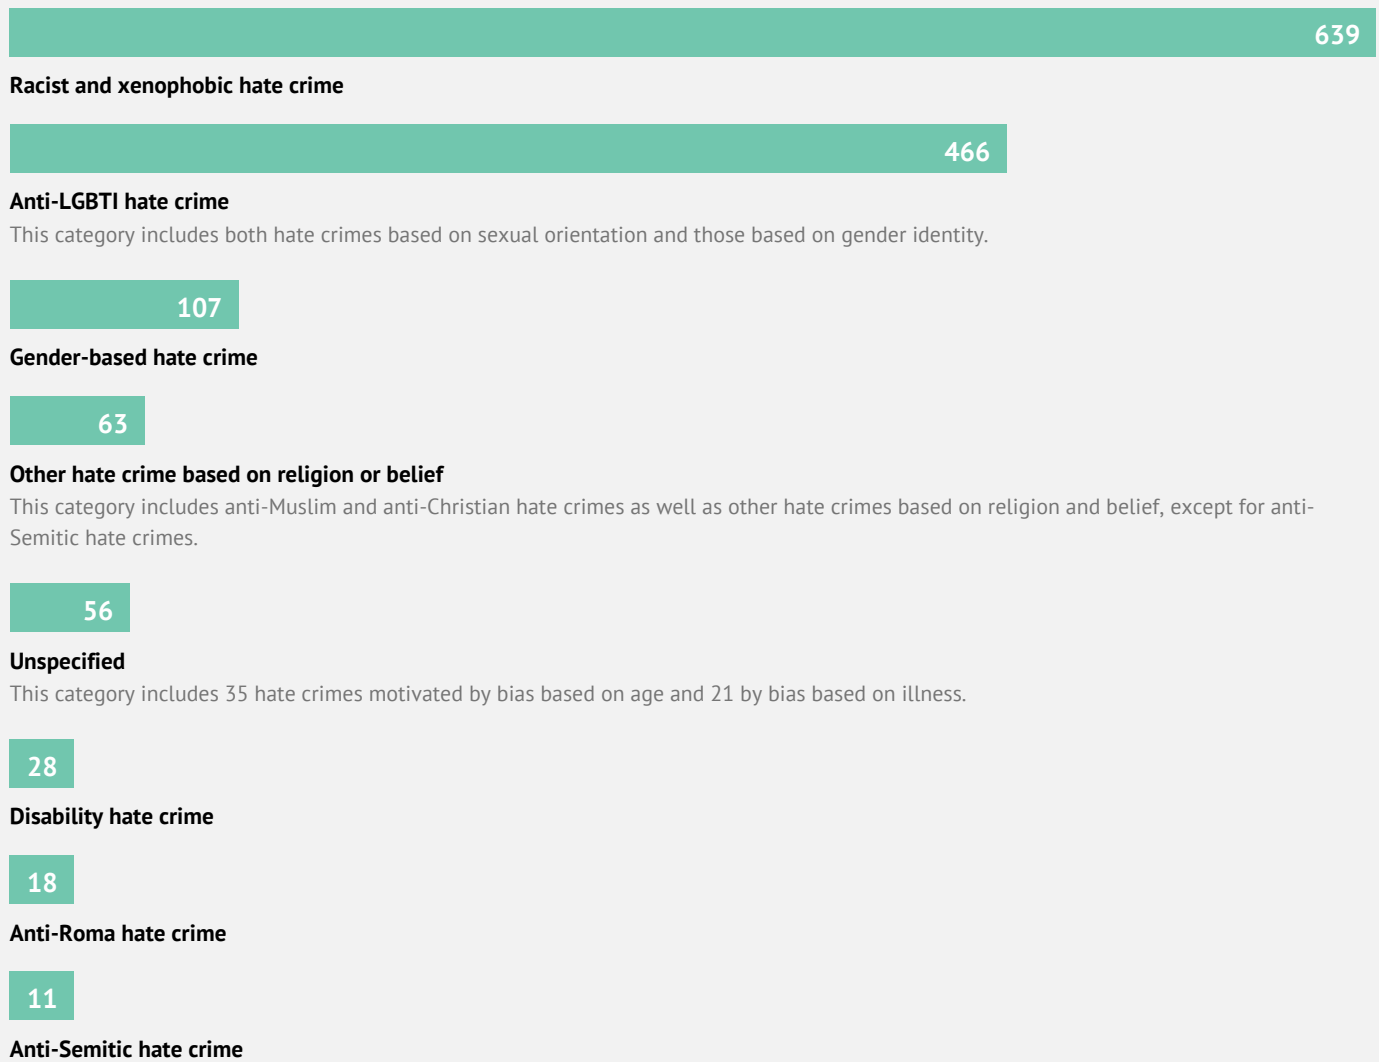 639
Racist and xenophobic hate crime
466
Anti-LGBTI hate crime
This category includes both hate crimes based on sexual orientation and those based on gender identity.
107
Gender-based hate crime
63
Other hate crime based on religion or belief
This category includes anti-Muslim and anti-Christian hate crimes as well as other hate crimes based on religion and belief, except for anti-
Semitic hate crimes.
56
Unspecified
This category includes 35 hate crimes motivated by bias based on age and 21 by bias based on illness.
28
Disability hate crime
18
Anti-Roma hate crime
11
Anti-Semitic hate crime